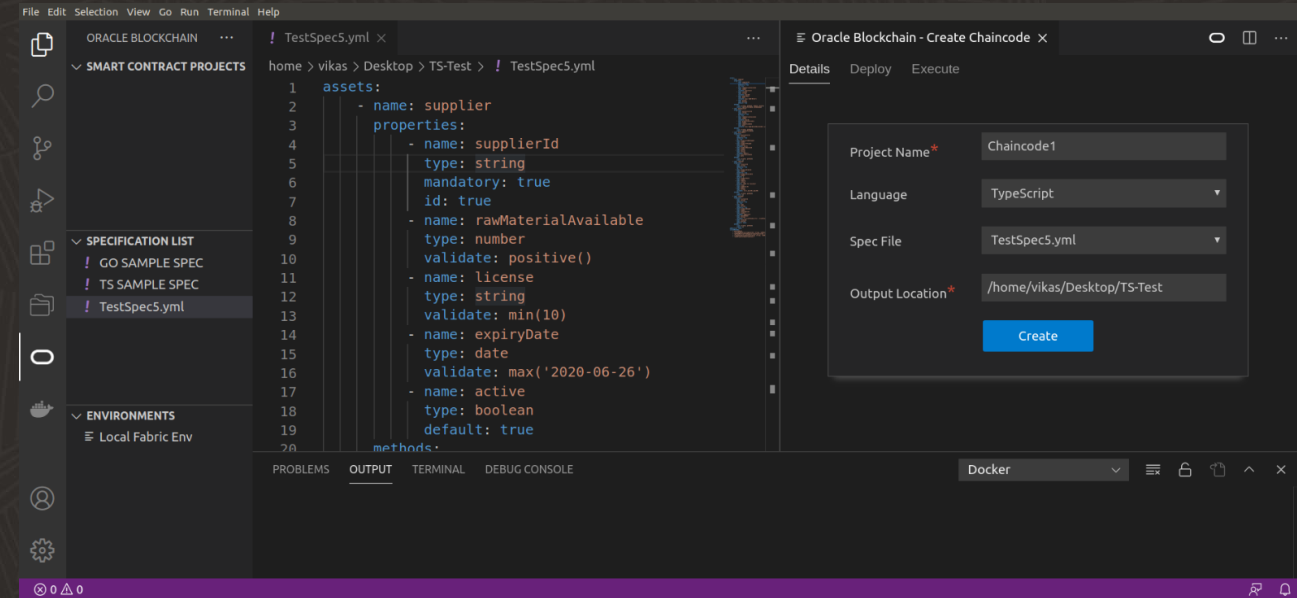 File Edit Selection View Go Run Terminal Help
ORACLE BLOCKCHAIN ···
SMART CONTRACT PROJECTS
SPECIFICATION LIST
! GO SAMPLE SPEC
! TS SAMPLE SPEC
! TestSpec5.yml
ENVIRONMENTS
Local Fabric Env
! TestSpec5.yml ×
···
home > vikas > Desktop > TS-Test > ! TestSpec5.yml
1 assets:
2 - name: supplier
3 properties:
4 - name: supplierId
5 type: string
6 mandatory: true
7 id: true
8 - name: rawMaterialAvailable
9 type: number
10 validate: positive()
11 - name: license
12 type: string
13 validate: min(10)
14 - name: expiryDate
15 type: date
16 validate: max('2020-06-26')
17 - name: active
18 type: boolean
19 default: true
20 methods:
Oracle Blockchain - Create Chaincode ×
···
Details Deploy Execute
Project Name* Chaincode1
Language TypeScript
Spec File TestSpec5.yml
Output Location* /home/vikas/Desktop/TS-Test
Create
PROBLEMS OUTPUT TERMINAL DEBUG CONSOLE
Docker
0 0